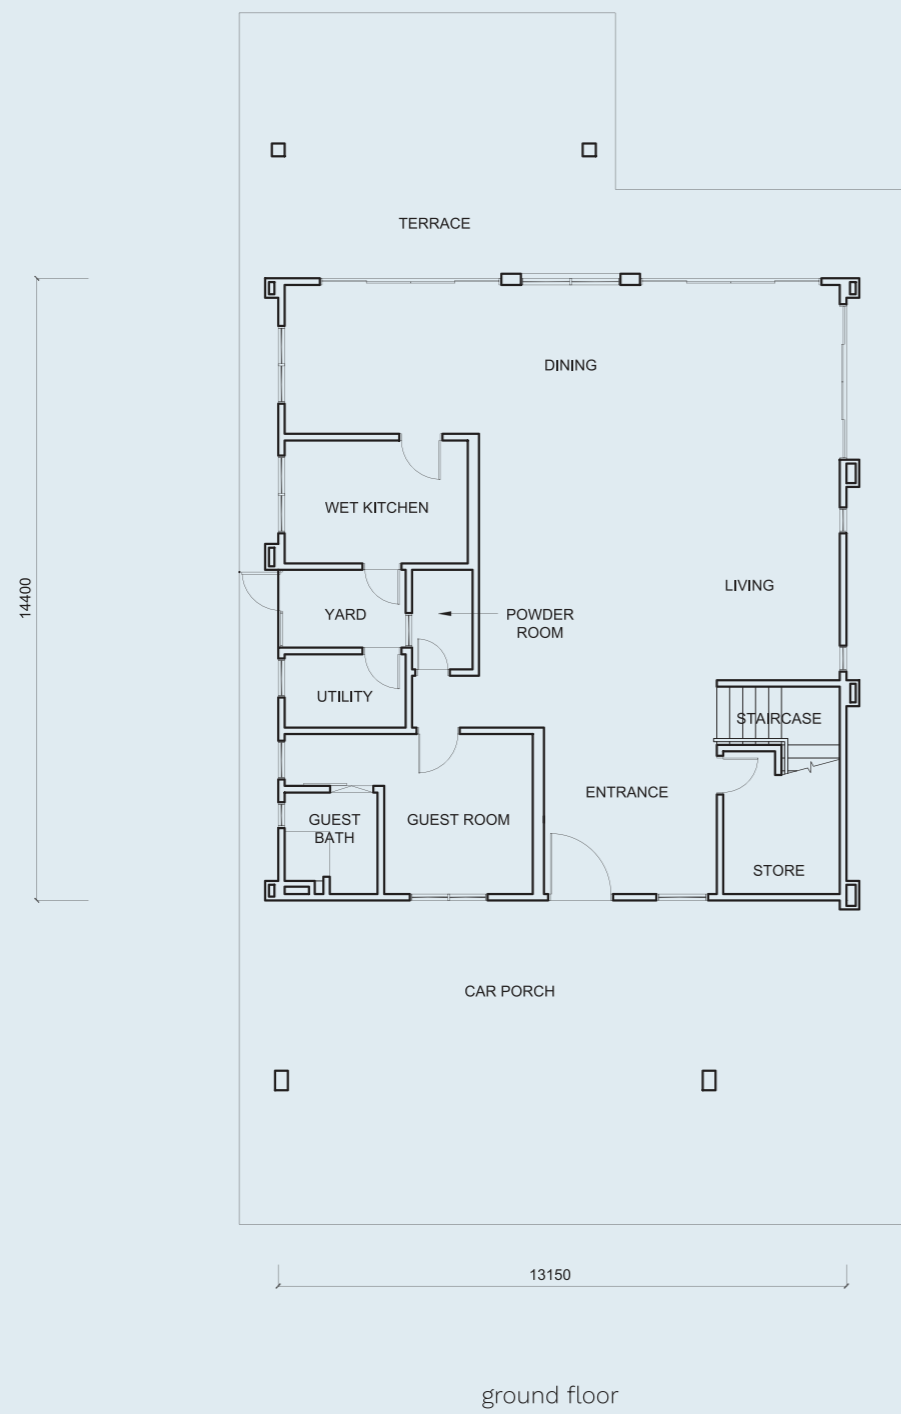 TERRACE
DINING
WET KITCHEN
LIVING
14400
YARD
POWDER
ROOM
UTILITY
STAIRCASE
ENTRANCE
GUEST
BATH
GUEST ROOM
STORE
CAR PORCH
13150
ground floor